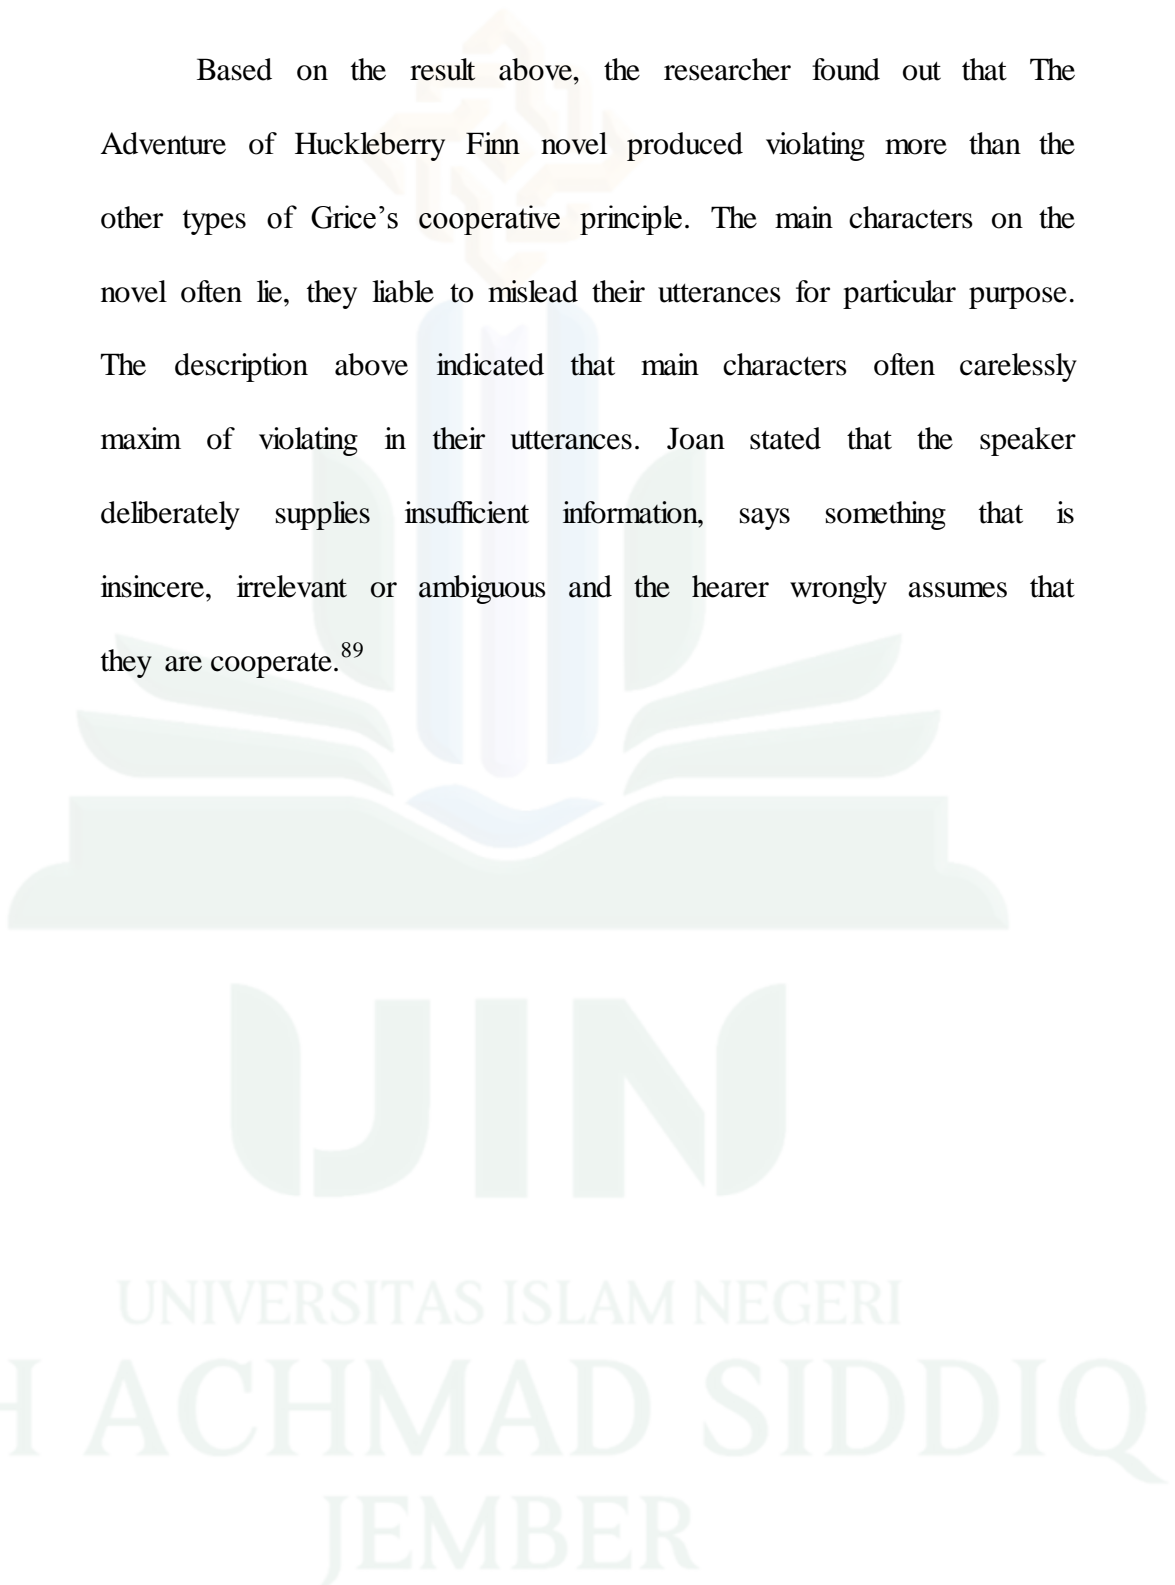 Based on the result above, the researcher found out that The
Adventure of Huckleberry Finn novel produced violating more than the
other types of Grice’s cooperative principle. The main characters on the
novel often lie, they liable to mislead their utterances for particular purpose.
The description above indicated that main characters often carelessly
maxim of violating in their utterances. Joan stated that the speaker
deliberately supplies insufficient information, says something that is
insincere, irrelevant or ambiguous and the hearer wrongly assumes that
they are cooperate.89
UIN
UNIVERSITAS ISLAM NEGERI
H ACHMAD SIDDIQ
JEMBER